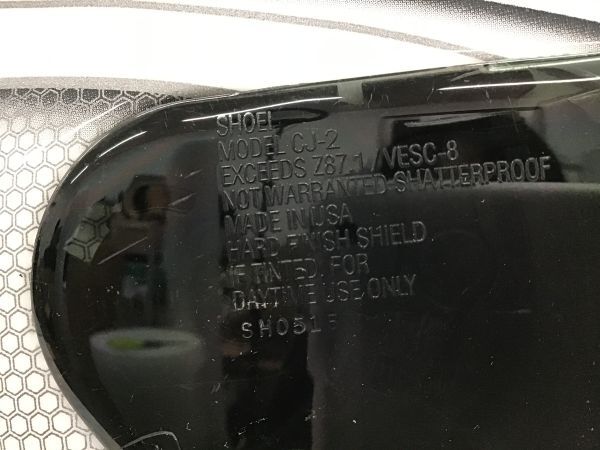 SHOEI
MODEL CJ-2
EXCEEDS Z87.1 / VESC-8
NOT WARRANTED SHATTERPROOF
MADE IN USA
HARD FINISH SHIELD
IF TINTED, FOR
DAYTIME USE ONLY
SH0515